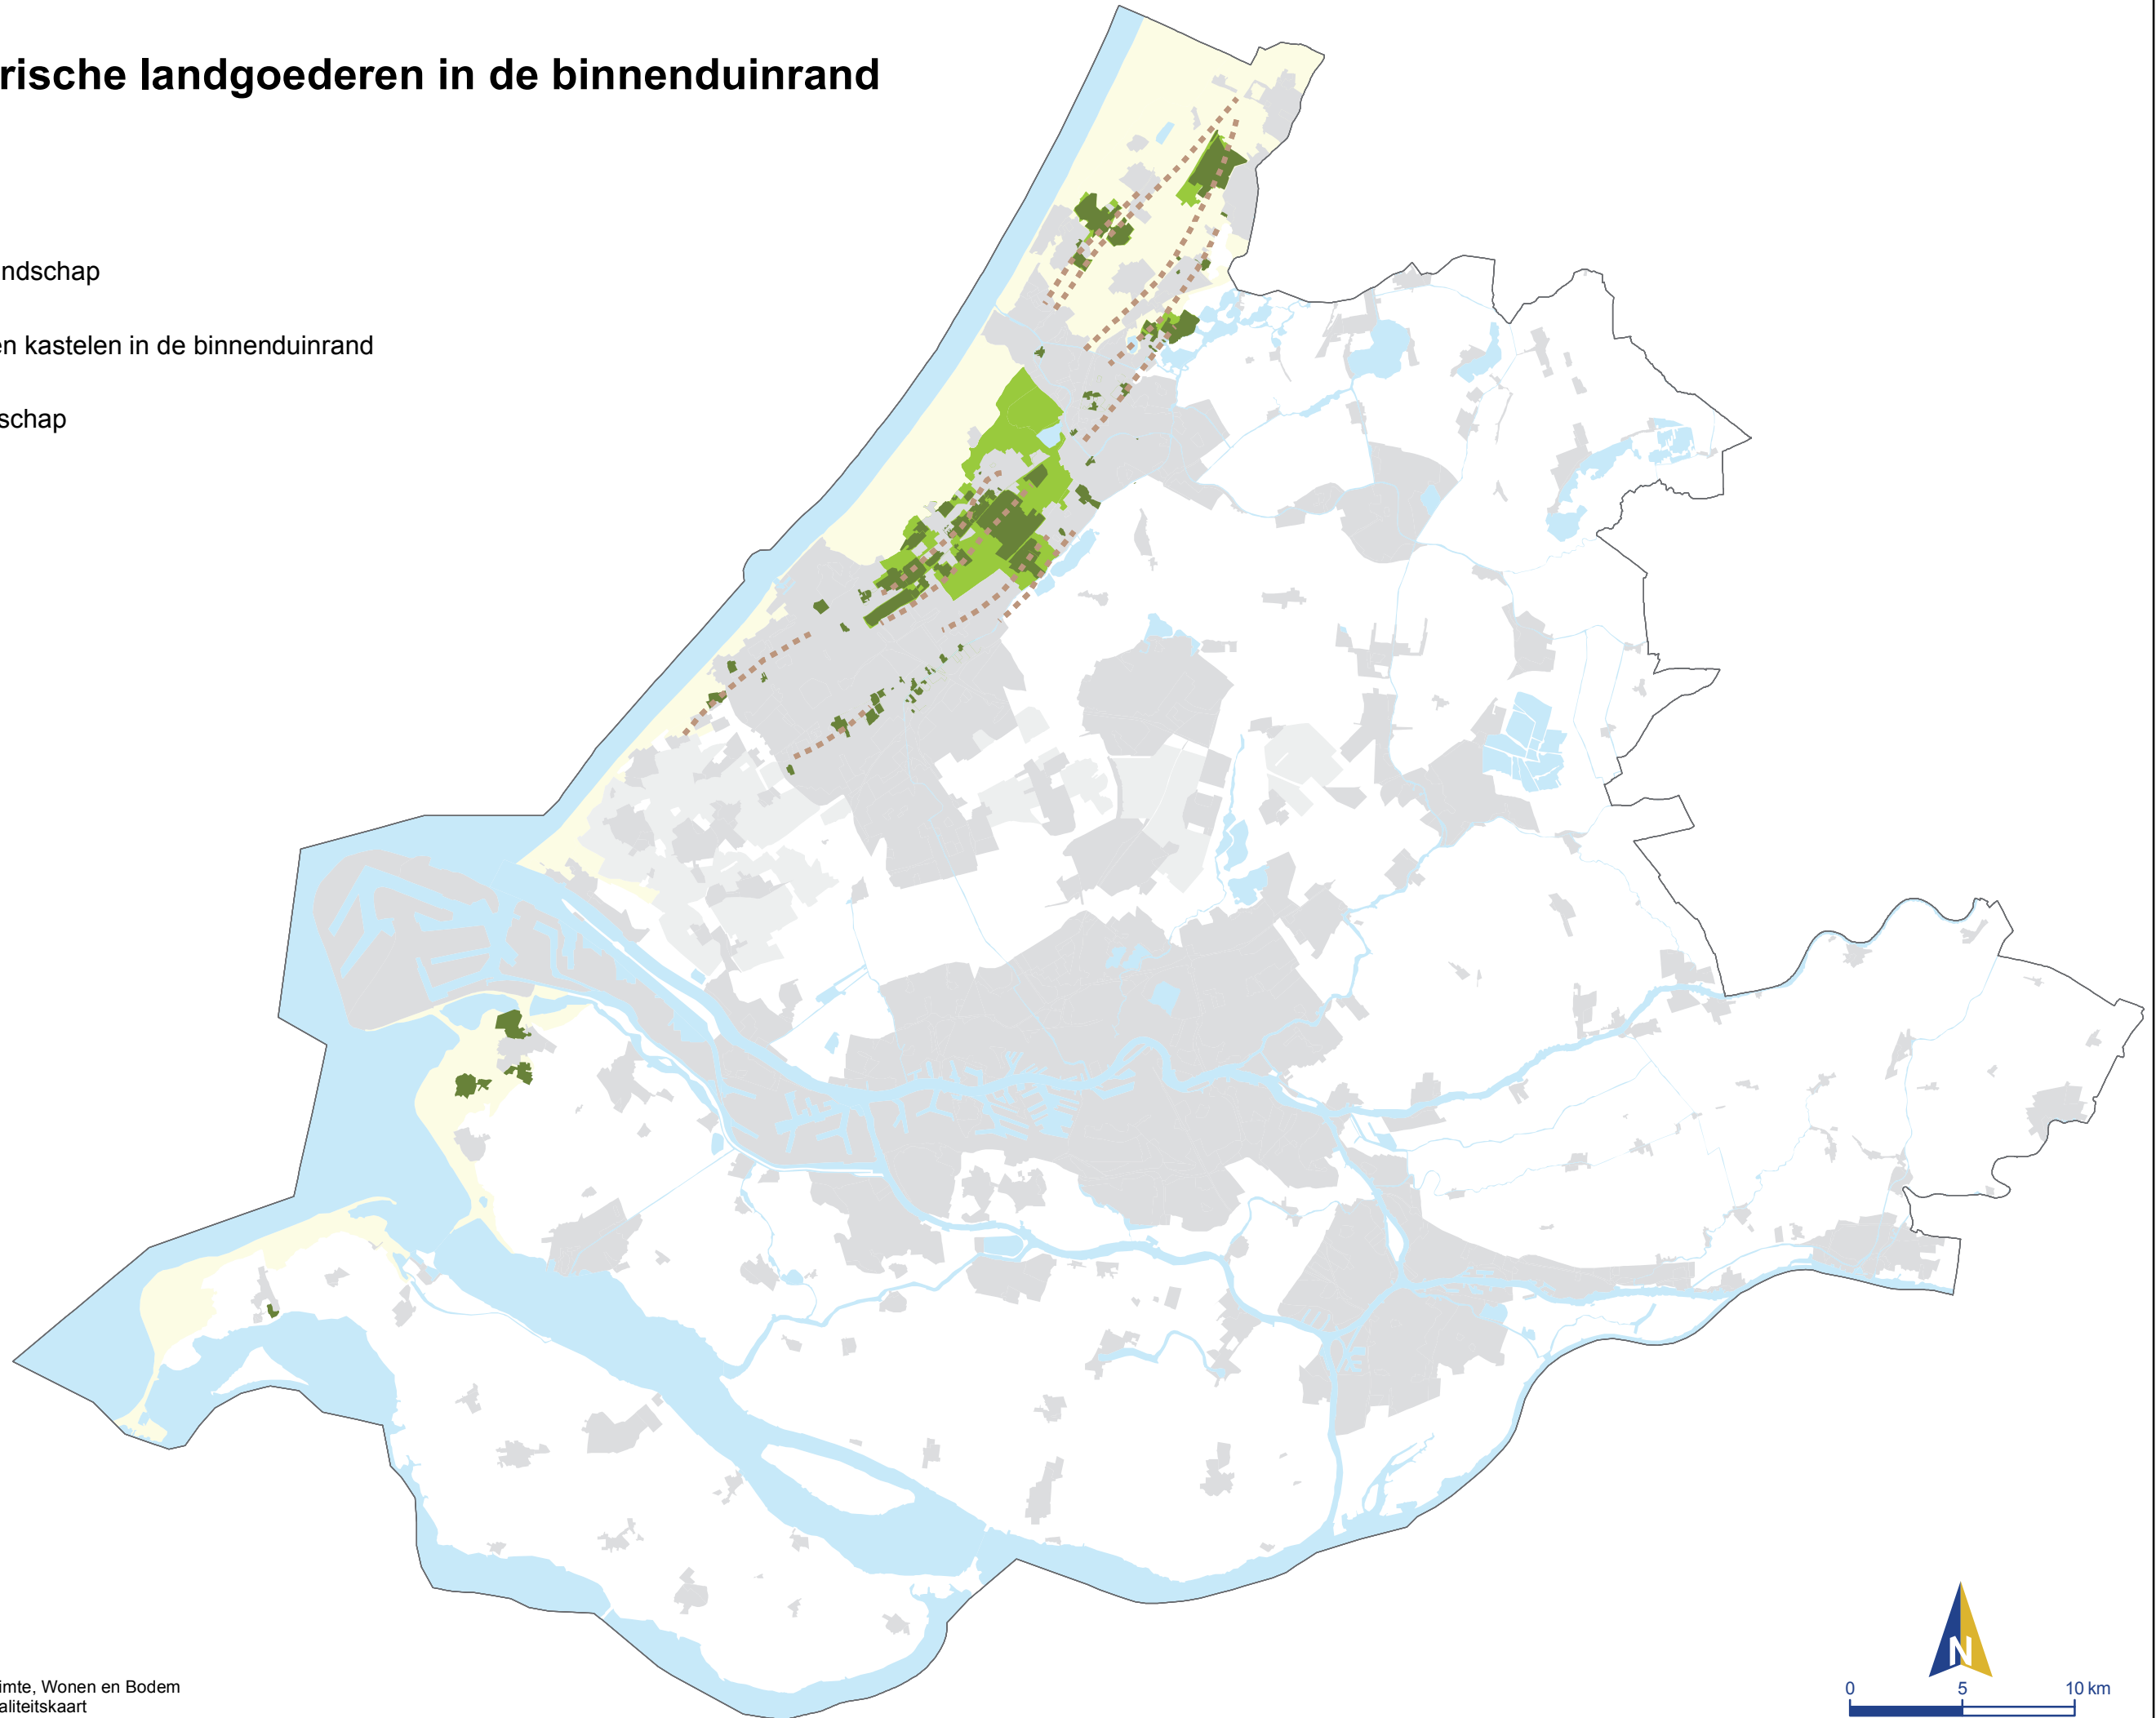 rische landgoederen in de binnenduinrand
ndschap
en kastelen in de binnenduinrand
schap
imte, Wonen en Bodem
aliteitskaart
N
0 5 10 km